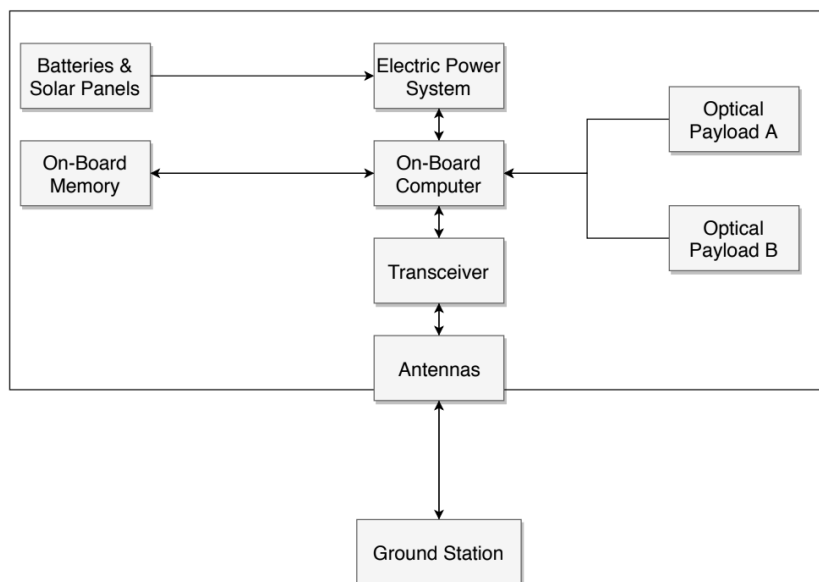 Batteries &
Solar Panels
Electric Power
System
Optical
Payload A
On-Board
Memory
On-Board
Computer
Optical
Payload B
Transceiver
Antennas
Ground Station